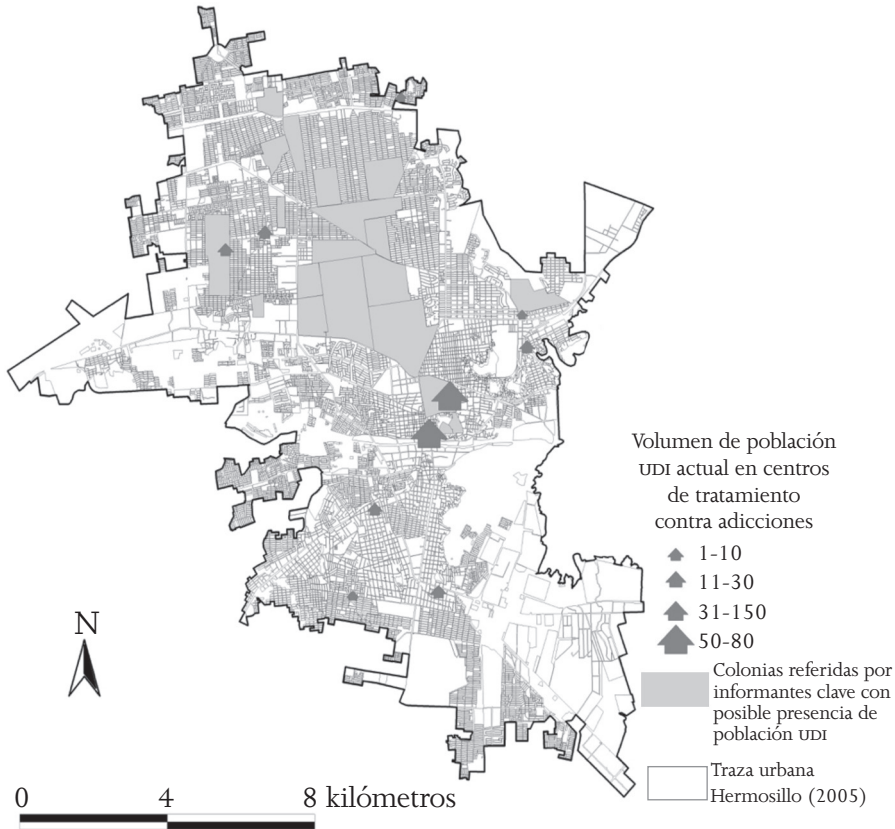 Volumen de población
UDI actual en centros
de tratamiento
contra adicciones
1-10
11-30
31-150
50-80
Colonias referidas por
informantes clave con
posible presencia de
población UDI
Traza urbana
Hermosillo (2005)
N
0 4 8 kilómetros